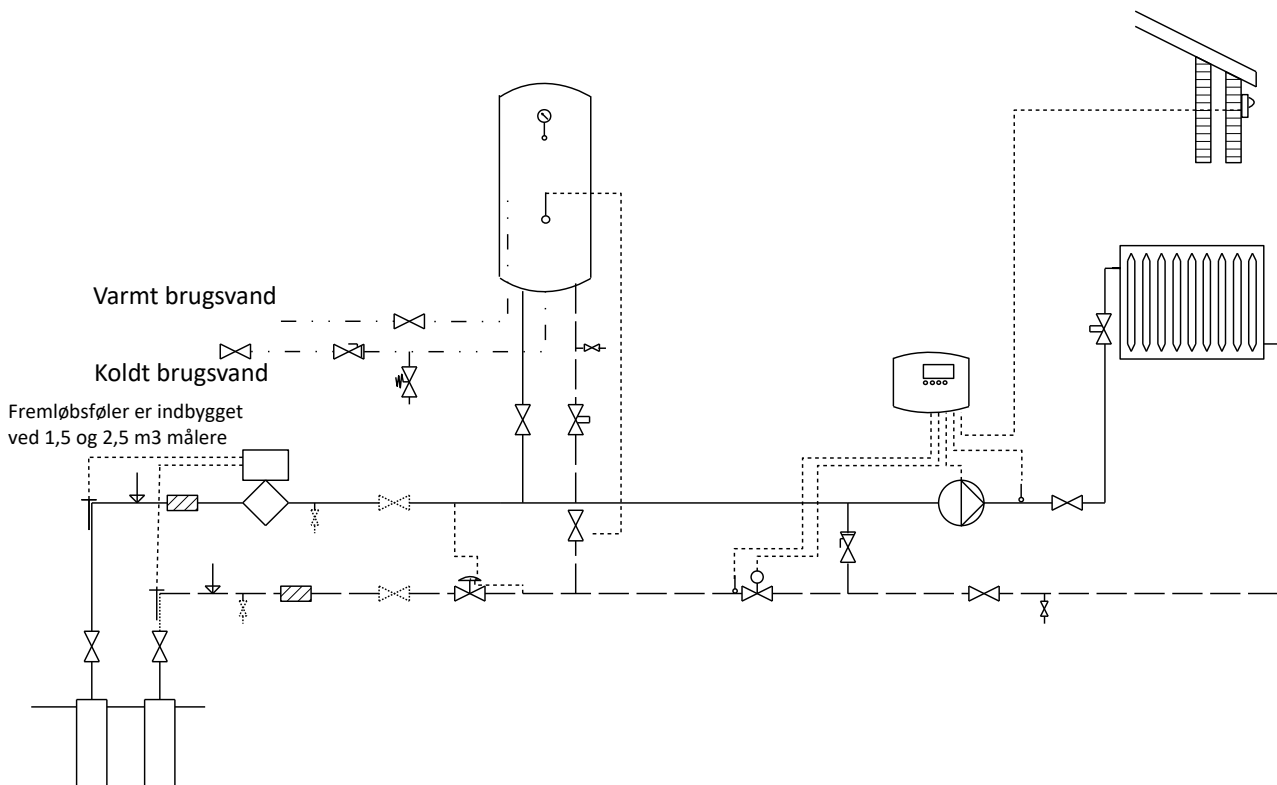 Varmt brugsvand
Koldt brugsvand
Fremløbsføler er indbygget
ved 1,5 og 2,5 m3 målere